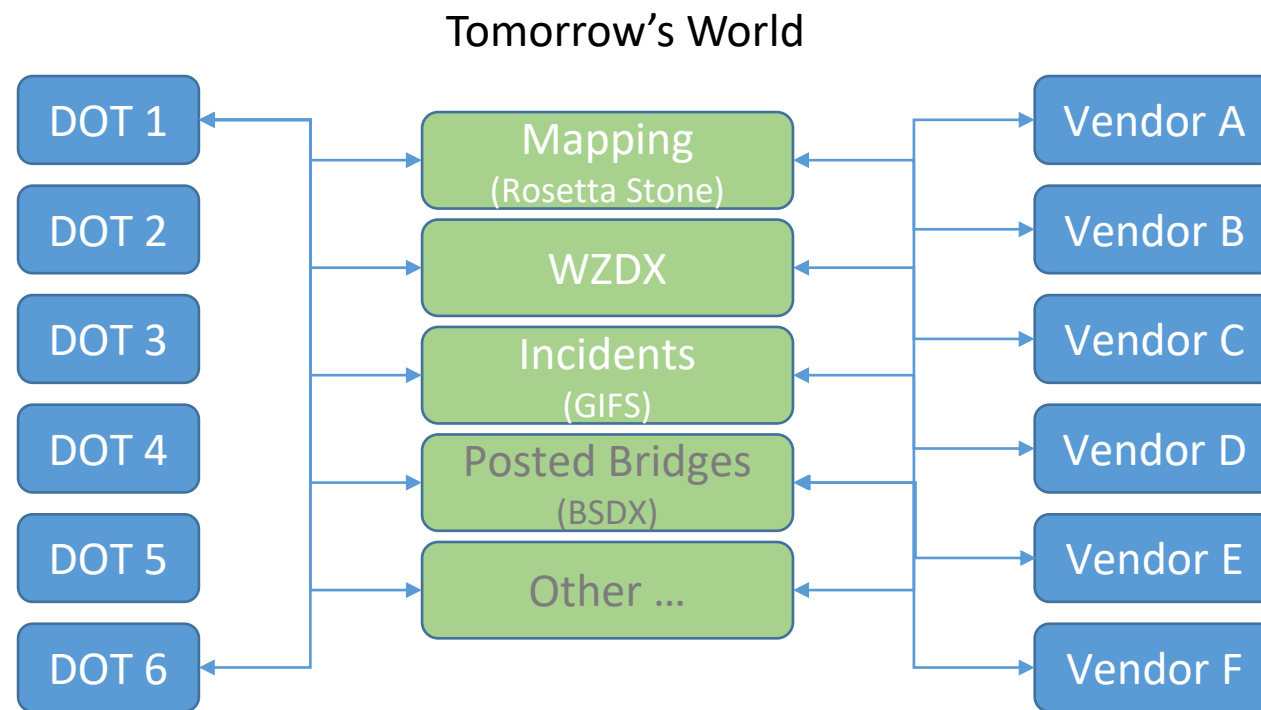 Tomorrow’s World
DOT 1
DOT 2
DOT 3
DOT 4
DOT 5
DOT 6
Mapping
(Rosetta Stone)
WZDX
Incidents
(GIFS)
Posted Bridges
(BSDX)
Other ...
Vendor A
Vendor B
Vendor C
Vendor D
Vendor E
Vendor F